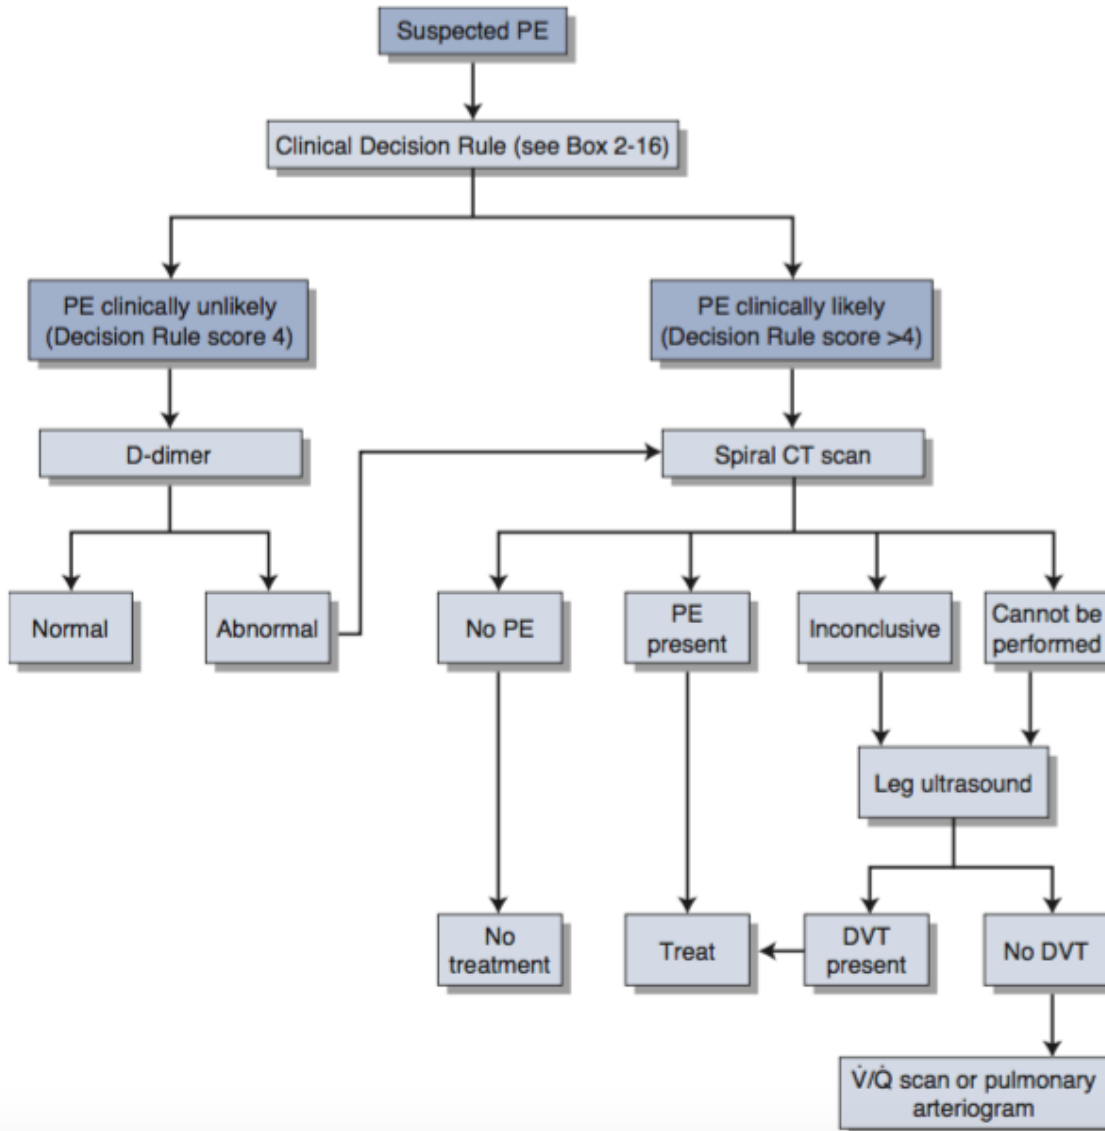 Suspected PE
Clinical Decision Rule (see Box 2-16)
PE clinically unlikely
(Decision Rule score 4)
PE clinically likely
(Decision Rule score >4)
D-dimer
Spiral CT scan
Normal
Abnormal
No PE
PE
present
Inconclusive
Cannot be
performed
Leg ultrasound
No
treatment
Treat
DVT
present
No DVT
V̇/Q̇ scan or pulmonary
arteriogram